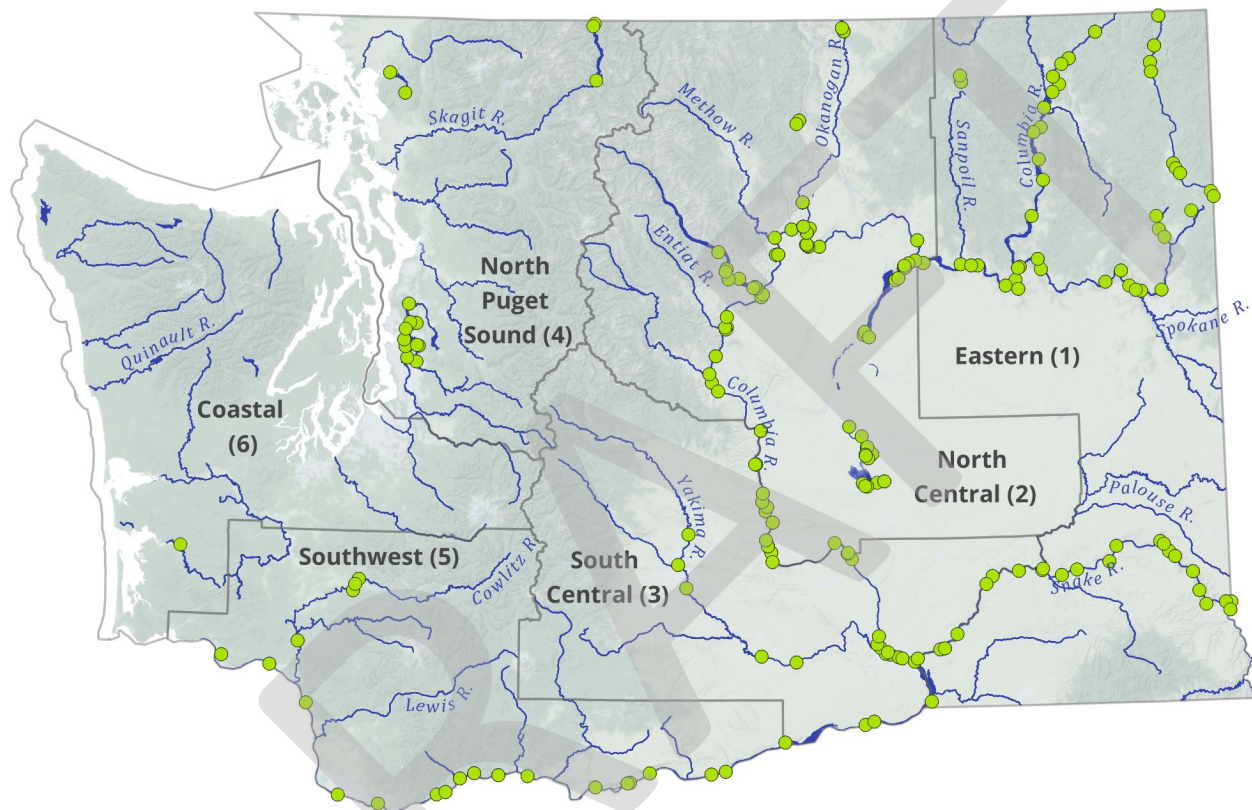 Skagit R.
Methow R.
Okanogan R.
Sanpoil R.
Columbia R.
Entiat R.
North
Puget
Sound (4)
Quinault R.
Spokane R.
Eastern (1)
Coastal
(6)
Columbia R.
Yakima R.
North
Central (2)
Palouse R.
Southwest (5)
Cowlitz R.
South
Central (3)
Snake R.
Lewis R.
DRAFT